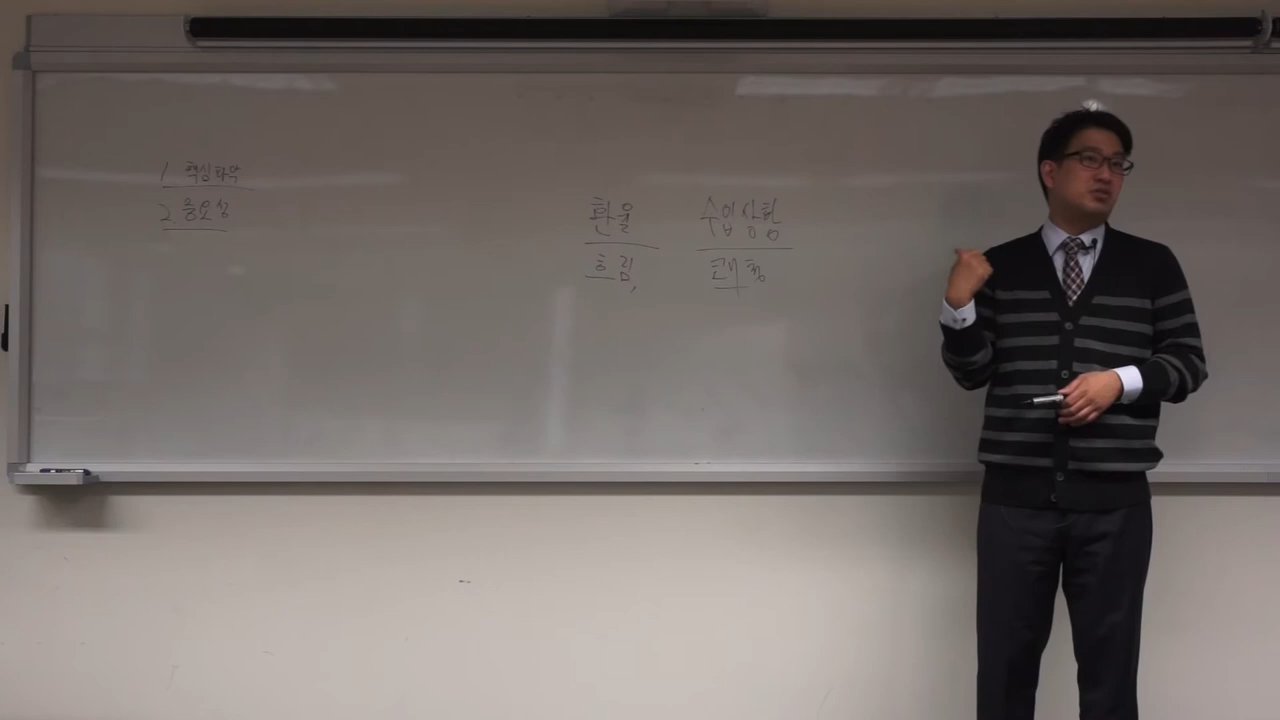 1. 핵심파악
2. 중요성
환율 수입상황
흐림